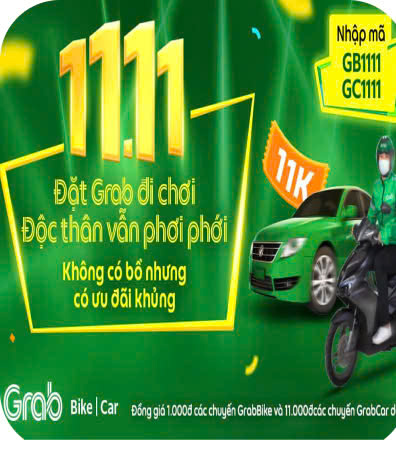 11.11
Nhập mã
GB1111
GC1111
11K
Đặt Grab đi chơi
Độc thân vẫn phơi phới
Không có bồ nhưng
có ưu đãi khủng
Grab Bike | Car
Đồng giá 1.000đ các chuyến GrabBike và 11.000đcác chuyến GrabCar d